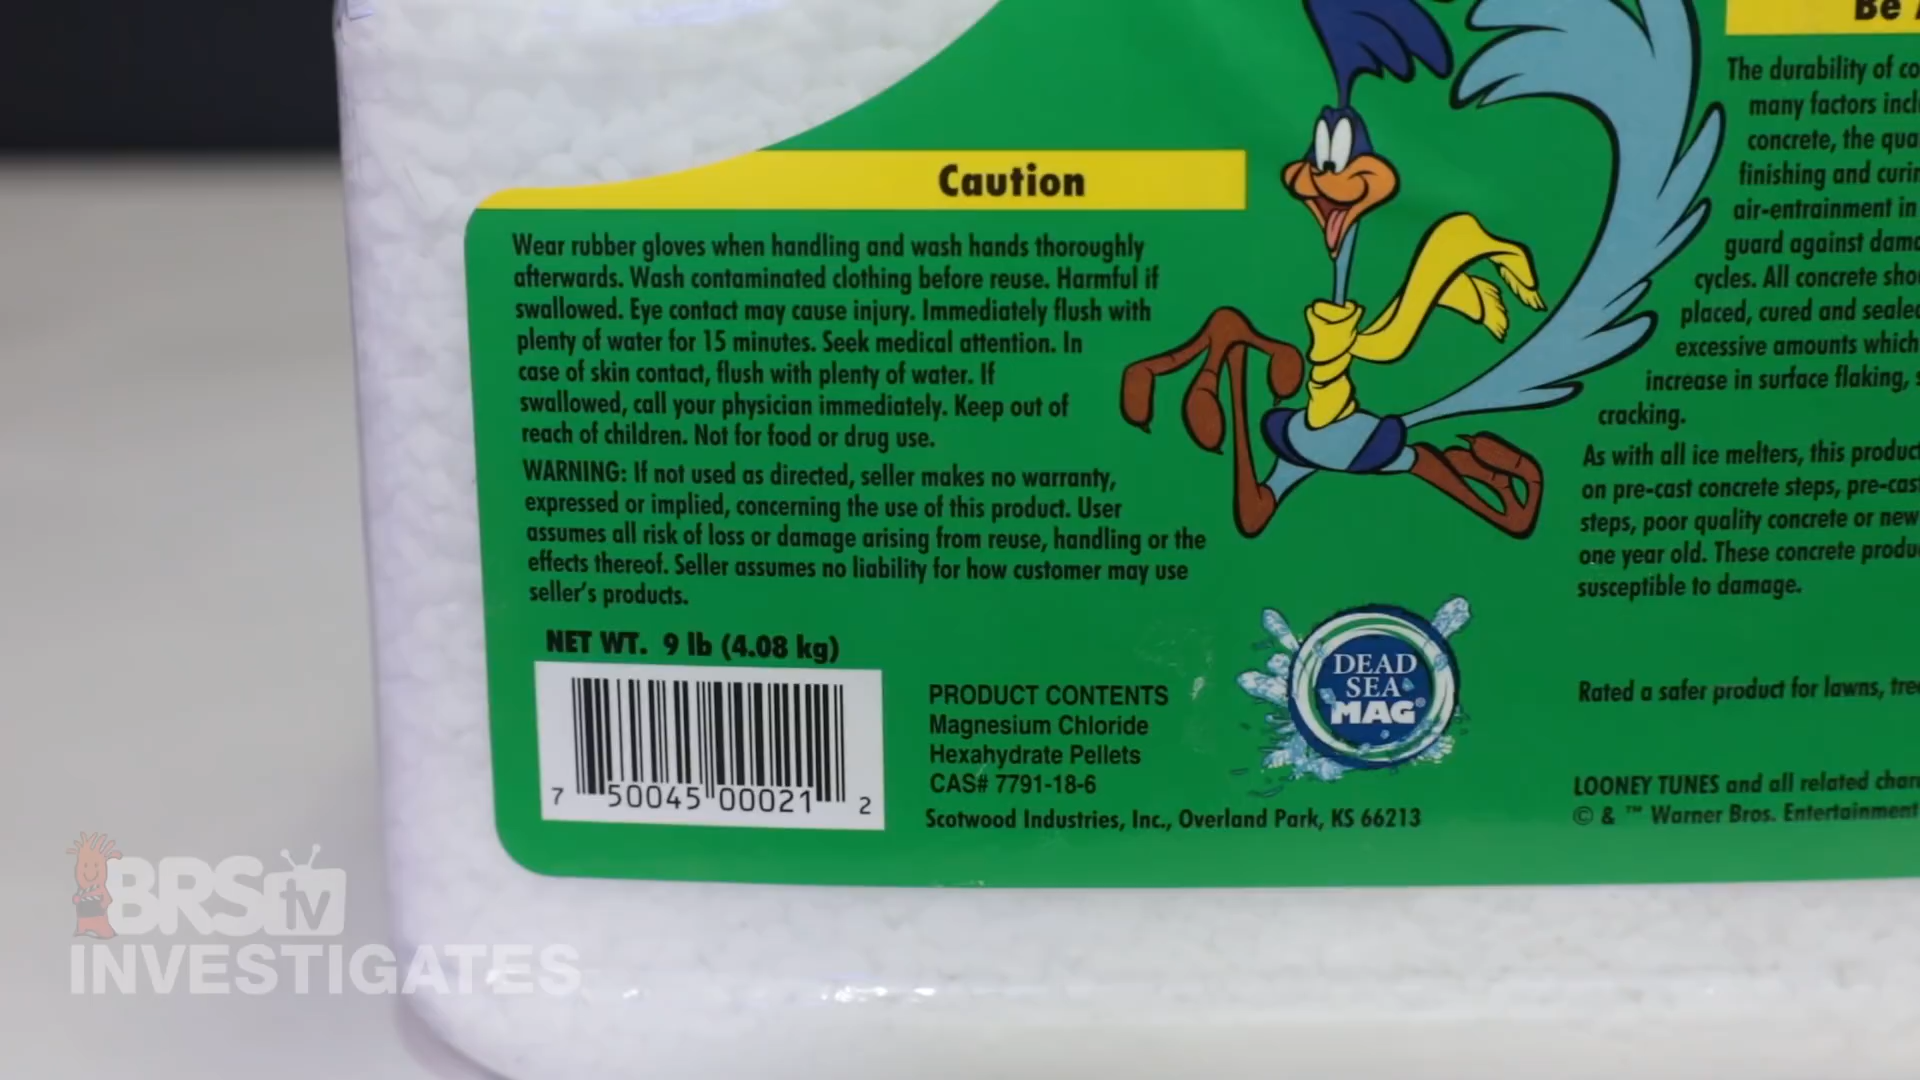 Caution
Wear rubber gloves when handling and wash hands thoroughly
afterwards. Wash contaminated clothing before reuse. Harmful if
swallowed. Eye contact may cause injury. Immediately flush with
plenty of water for 15 minutes. Seek medical attention. In
case of skin contact, flush with plenty of water. If
swallowed, call your physician immediately. Keep out of
reach of children. Not for food or drug use.
WARNING: If not used as directed, seller makes no warranty,
expressed or implied, concerning the use of this product. User
assumes all risk of loss or damage arising from reuse, handling or the
effects thereof. Seller assumes no liability for how customer may use
seller's products.
NET WT. 9 lb (4.08 kg)
7 50045 00021 2
PRODUCT CONTENTS
Magnesium Chloride
Hexahydrate Pellets
CAS# 7791-18-6
Scotwood Industries, Inc., Overland Park, KS 66213
DEAD
SEA
MAG®
Be
The durability of
many factors
concrete, the
finishing and
air-entrainment in
guard against
cycles. All concrete
placed, cured and
excessive amounts which
increase in surface flaking,
cracking.
As with all ice melters, this
on pre-cast concrete steps,
steps, poor quality concrete or new
one year old. These concrete
susceptible to damage.
Rated a safer product for lawns,
LOONEY TUNES and all related
© & ™ Warner Bros. Entertainment
BRStv
INVESTIGATES